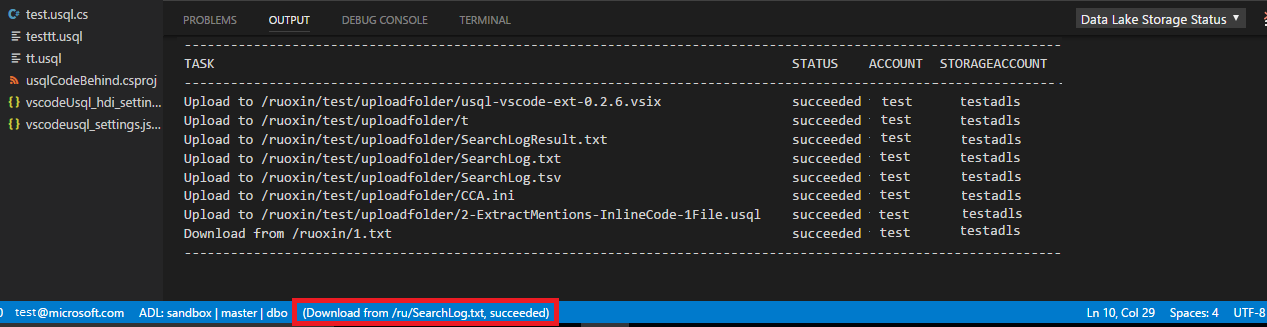 test.usql.cs
testtt.usql
tt.usql
usqlCodeBehind.csproj
vscodeUsql_hdi_settin...
vscodeusql_settings.js...
PROBLEMS OUTPUT DEBUG CONSOLE TERMINAL Data Lake Storage Status
TASK STATUS ACCOUNT STORAGEACCOUNT
Upload to /ruoxin/test/uploadfolder/usql-vscode-ext-0.2.6.vsix succeeded test testadls
Upload to /ruoxin/test/uploadfolder/t succeeded test testadls
Upload to /ruoxin/test/uploadfolder/SearchLogResult.txt succeeded test testadls
Upload to /ruoxin/test/uploadfolder/SearchLog.txt succeeded test testadls
Upload to /ruoxin/test/uploadfolder/SearchLog.tsv succeeded test testadls
Upload to /ruoxin/test/uploadfolder/CCA.ini succeeded test testadls
Upload to /ruoxin/test/uploadfolder/2-ExtractMentions-InlineCode-1File.usql succeeded test testadls
Download from /ruoxin/1.txt succeeded test testadls
test@microsoft.com ADL: sandbox | master | dbo (Download from /ru/SearchLog.txt, succeeded) Ln 10, Col 29 Spaces: 4 UTF-8